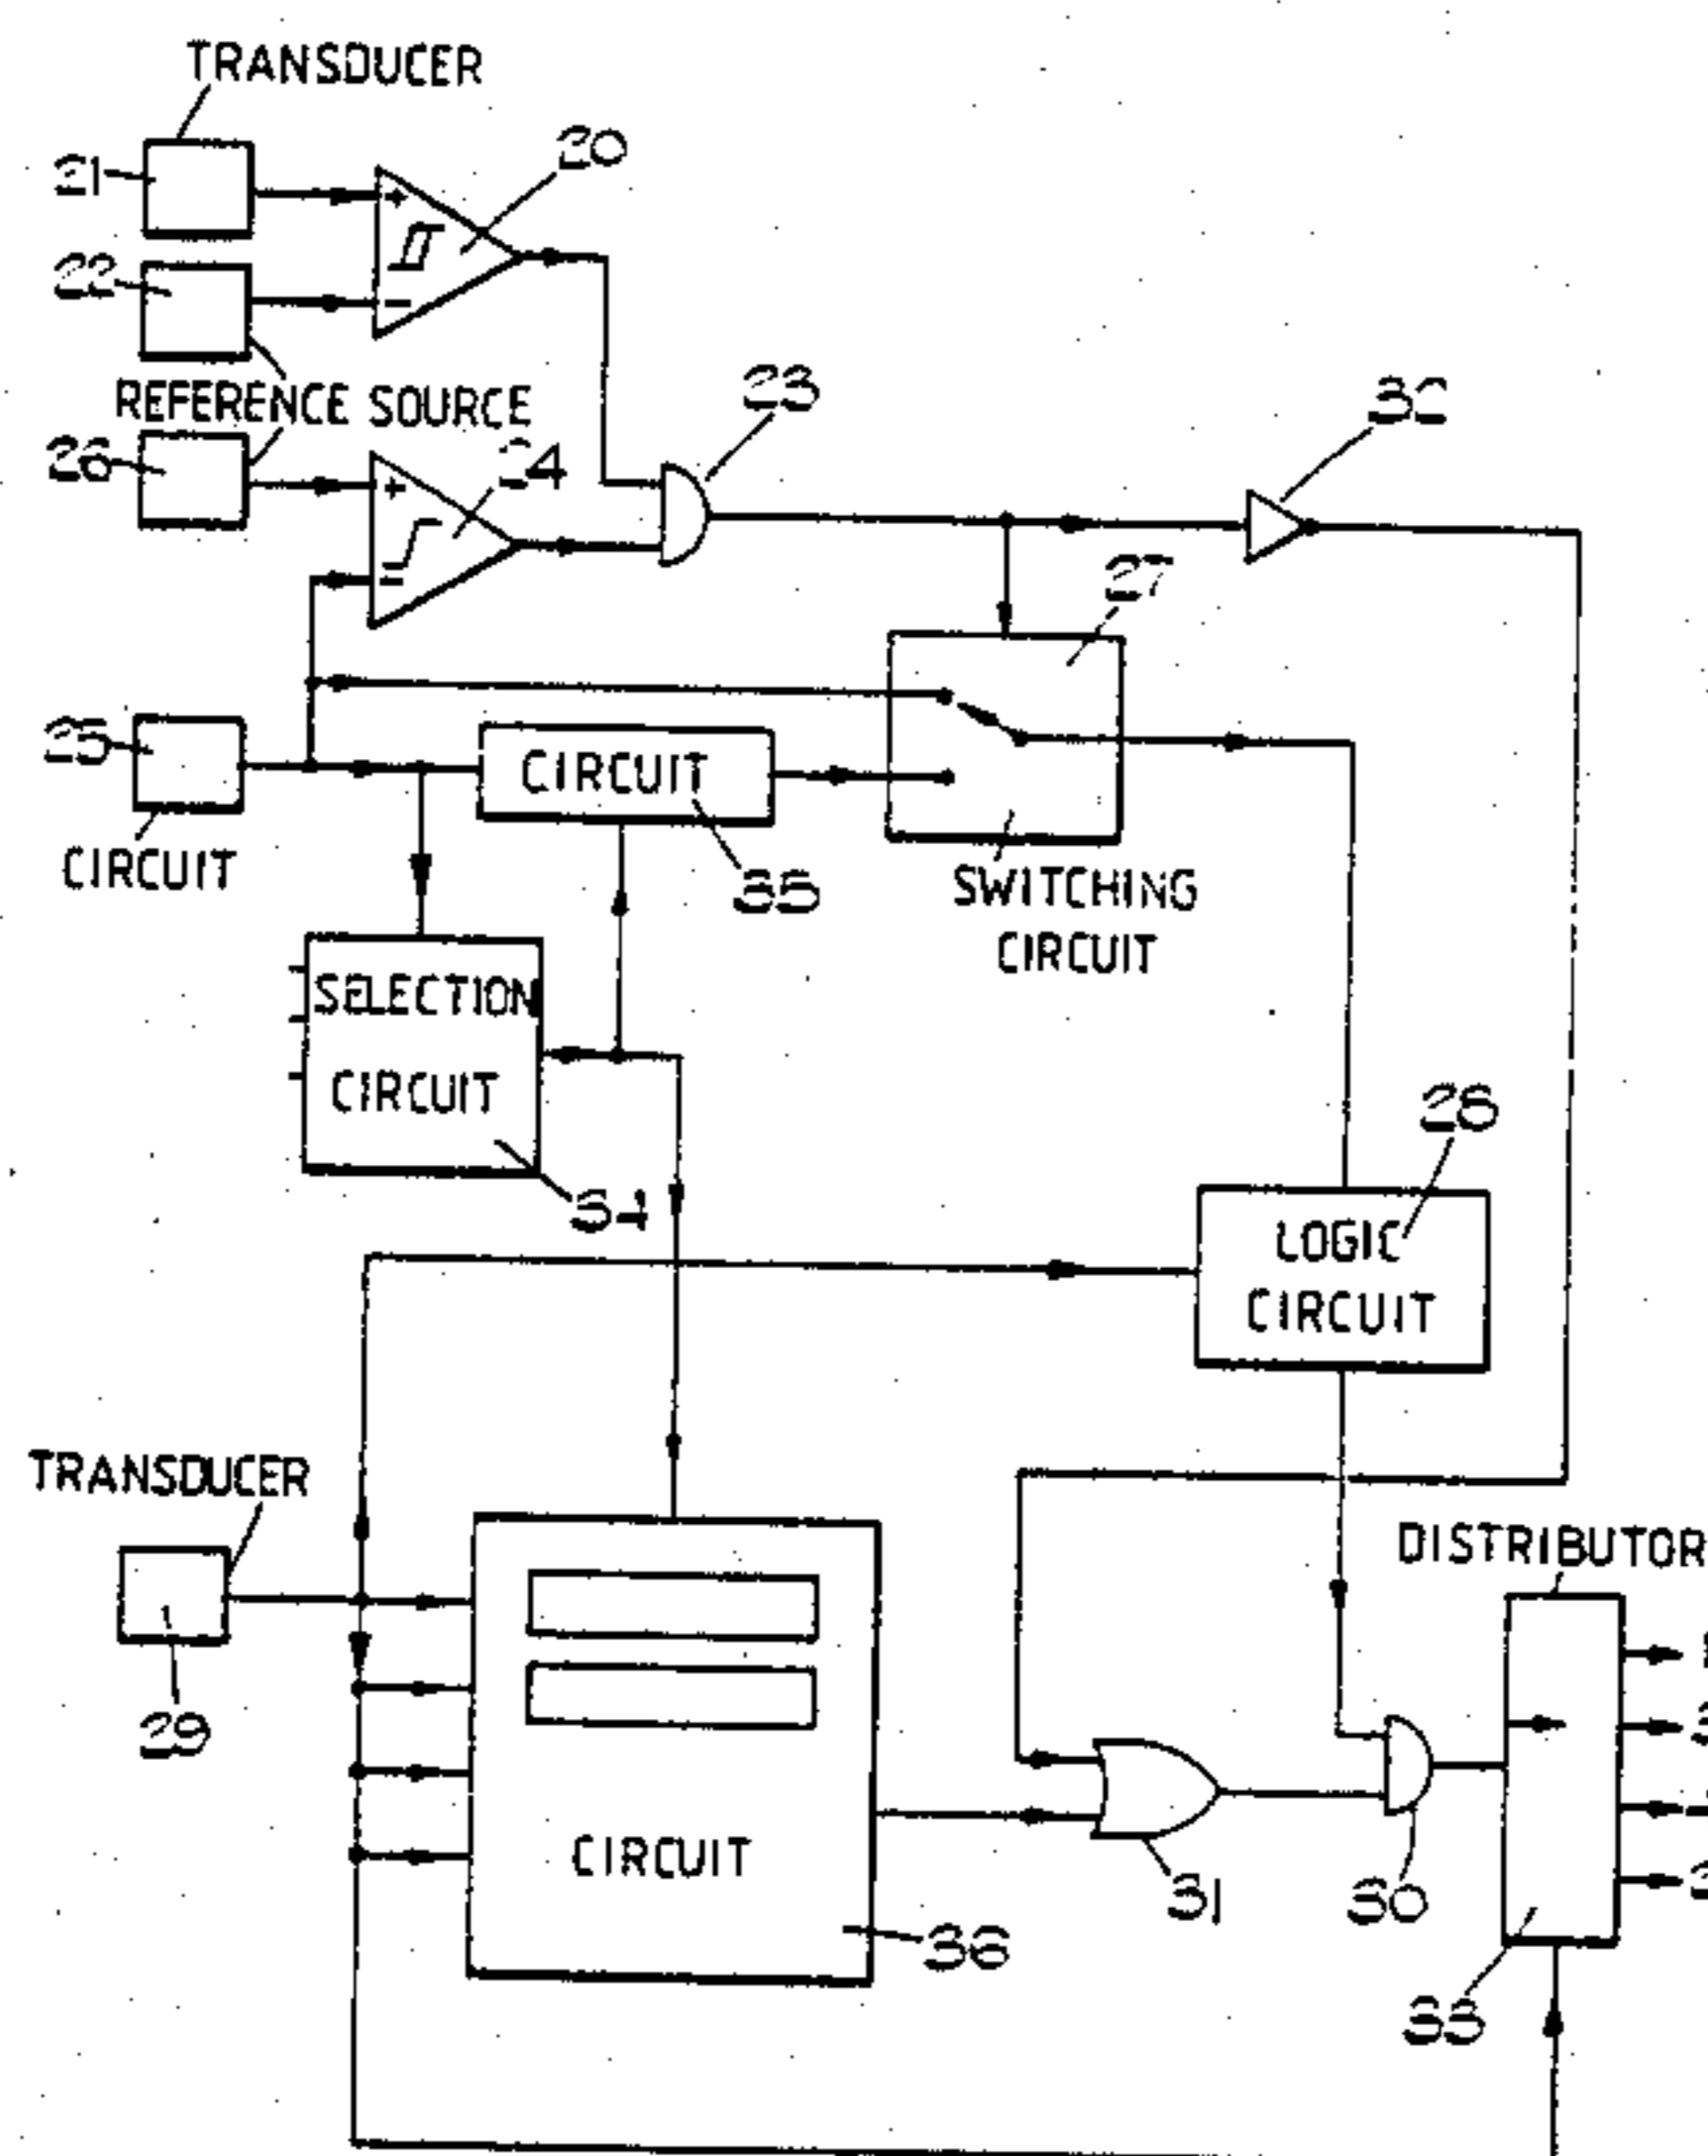 TRANSDUCER
21
20
22
REFERENCE SOURCE
23
32
26
24
27
25
CIRCUIT
CIRCUIT
35
SWITCHING
CIRCUIT
SELECTION
CIRCUIT
34
28
LOGIC
CIRCUIT
TRANSDUCER
DISTRIBUTOR
29
CIRCUIT
31
30
36
33